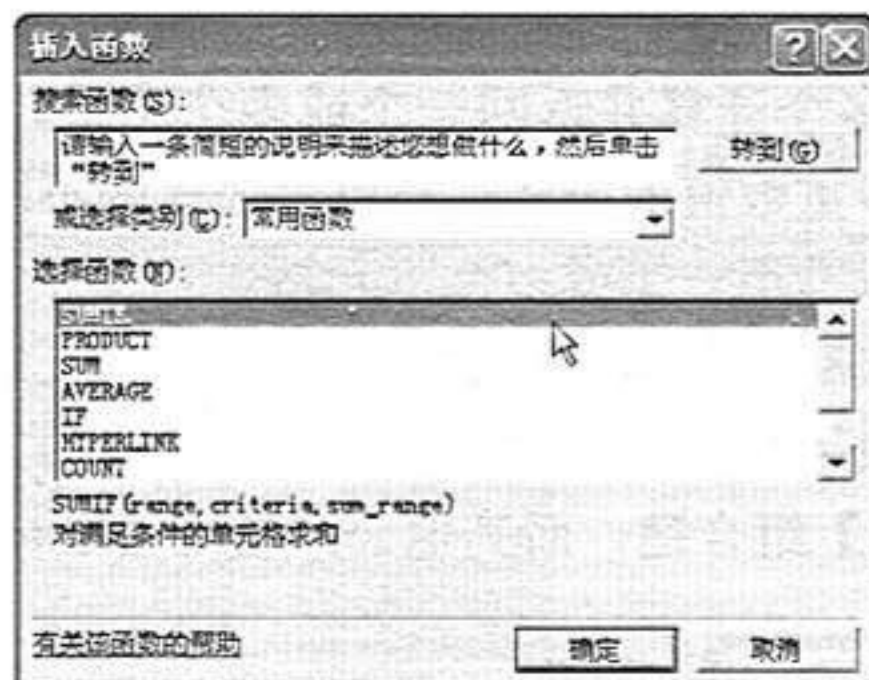 插入函数
搜索函数(S):
请输入一条简短的说明来描述您想做什么，然后单击
“转到”
转到(G)
或选择类别(C): 常用函数
选择函数(N):
SUMIF
PRODUCT
SUM
AVERAGE
IF
HYPERLINK
COUNT
SUMIF(range,criteria,sum_range)
对满足条件的单元格求和
有关该函数的帮助
确定
取消